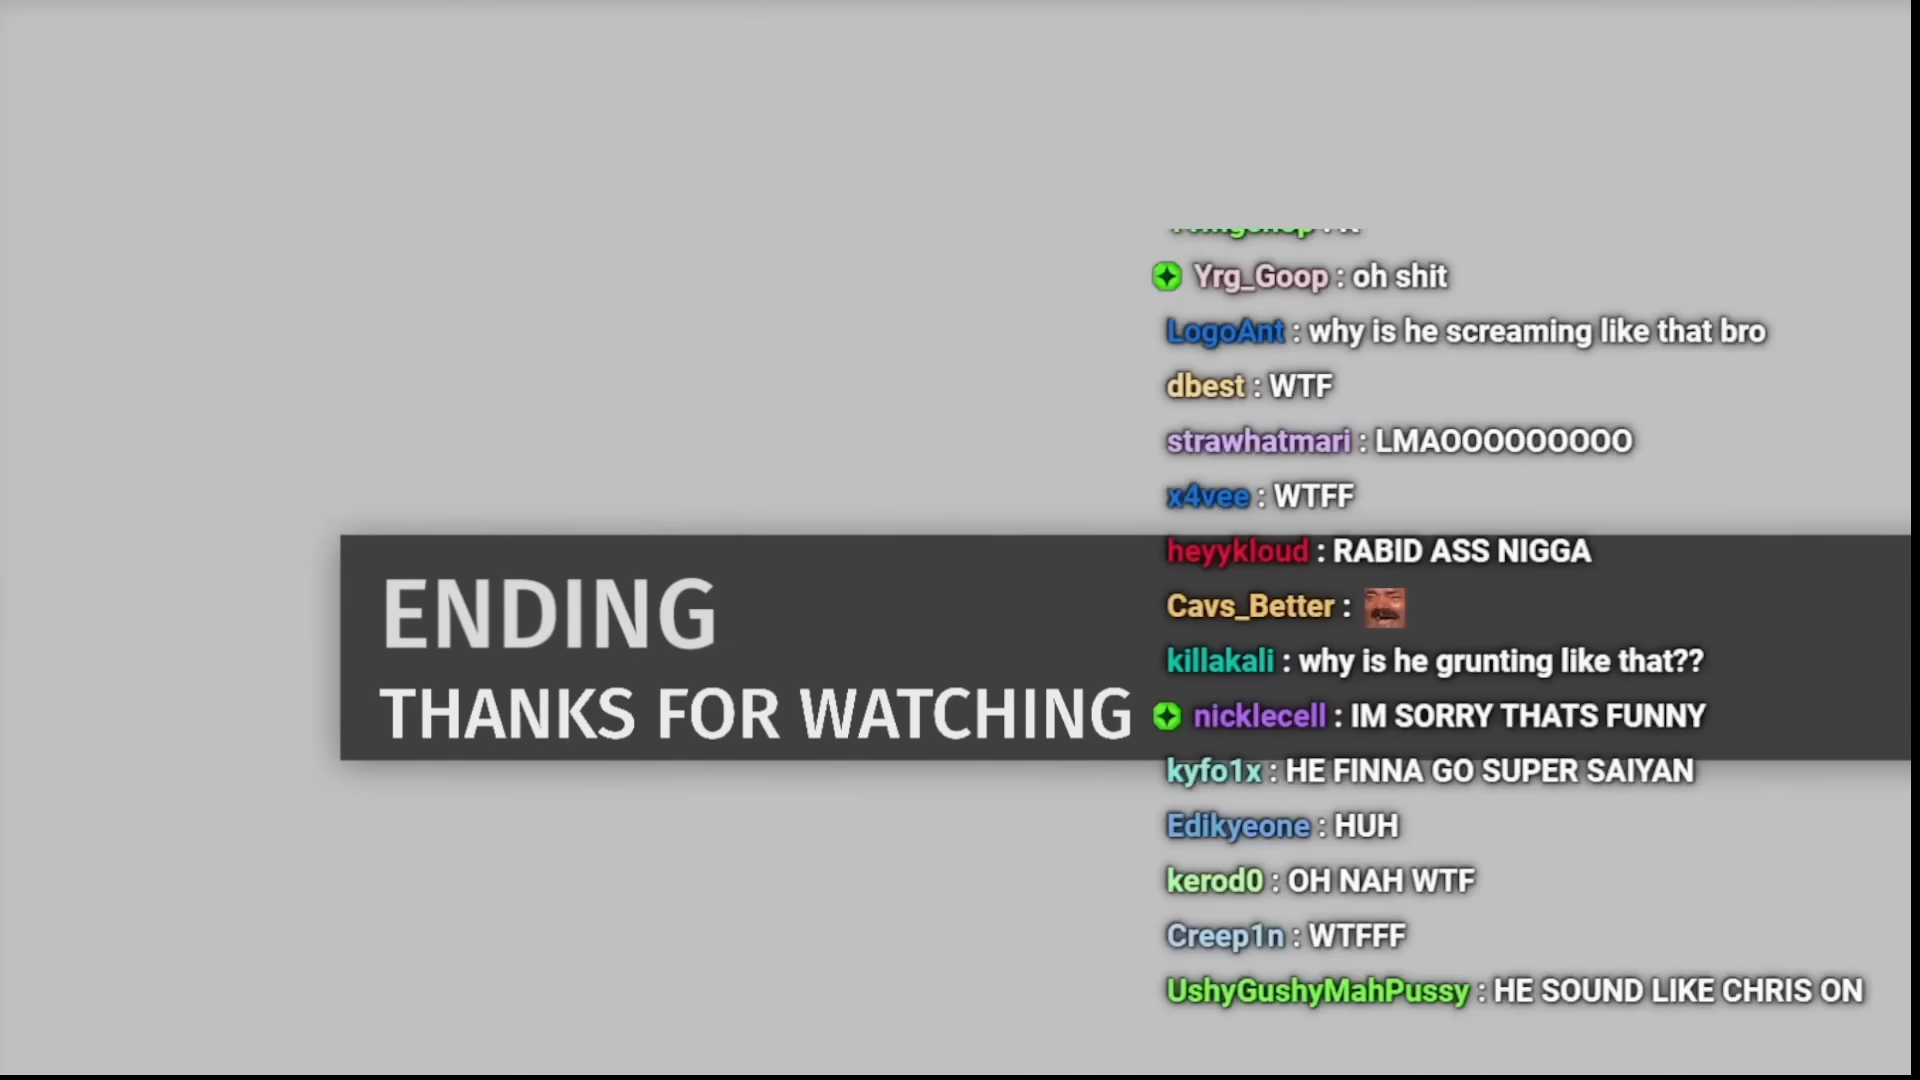 Yrg_Goop : oh shit
LogoAnt : why is he screaming like that bro
dbest : WTF
strawhatmari : LMAOOOOOOOOO
x4vee : WTFF
heyykloud : RABID ASS NIGGA
ENDING
Cavs_Better :
killakali : why is he grunting like that??
THANKS FOR WATCHING
nicklecell : IM SORRY THATS FUNNY
kyfo1x : HE FINNA GO SUPER SAIYAN
Edikyeone : HUH
kerod0 : OH NAH WTF
Creep1n : WTFFF
UshyGushyMahPussy : HE SOUND LIKE CHRIS ON